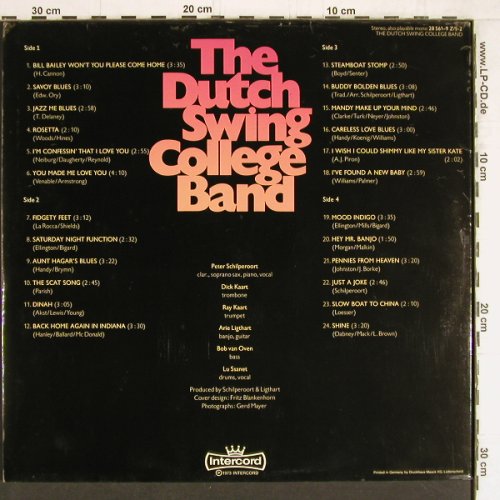 30 cm
20 cm
10 cm
Stereo, also playable mono 28 561-9 Z/1-2
THE DUTCH SWING COLLEGE BAND
The
Dutch
Swing
College
Band
Side 1
1. BILL BAILEY WON'T YOU PLEASE COME HOME (3:35)
(H. Cannon)
2. SAVOY BLUES (3:10)
(Edw. Ory)
3. JAZZ ME BLUES (2:58)
(T. Delaney)
4. ROSETTA (2:10)
(Woods/Hines)
5. I'M CONFESSIN' THAT I LOVE YOU (2:55)
(Neiburg/Daugherty/Reynold)
6. YOU MADE ME LOVE YOU (4:10)
(Venable/Armstrong)
Side 2
7. FIDGETY FEET (3:12)
(La Rocca/Shields)
8. SATURDAY NIGHT FUNCTION (2:32)
(Ellington/Bigard)
9. AUNT HAGAR'S BLUES (3:22)
(Handy/Brymn)
10. THE SCAT SONG (2:45)
(Parish)
11. DINAH (3:05)
(Akst/Lewis/Young)
12. BACK HOME AGAIN IN INDIANA (3:30)
(Hanley/Ballard/Mc Donald)
Peter Schilperoort
clar., soprano sax, piano, vocal
Dick Kaart
trombone
Ray Kaart
trumpet
Arie Ligthart
banjo, guitar
Bob van Oven
bass
Lu Ssanet
drums, vocal
Produced by Schilperoort & Ligthart
Cover design: Fritz Blankenhorn
Photographs: Gerd Mayer
Intercord
℗ 1973 INTERCORD
Side 3
13. STEAMBOAT STOMP (2:50)
(Boyd/Senter)
14. BUDDY BOLDEN BLUES (3:08)
(Trad./Arr. Schilperoort/Ligthart)
15. MANDY MAKE UP YOUR MIND (2:46)
(Clarke/Turk/Meyer/Johnston)
16. CARELESS LOVE BLUES (3:30)
(Handy/Koenig/Williams)
17. I WISH I COULD SHIMMY LIKE MY SISTER KATE
(A.J. Piron) (2:02)
18. I'VE FOUND A NEW BABY (2:59)
(Williams/Palmer)
Side 4
19. MOOD INDIGO (3:35)
(Ellington/Mills/Bigard)
20. HEY MR. BANJO (1:50)
(Morgan/Malkin)
21. PENNIES FROM HEAVEN (3:20)
(Johnston/J. Borke)
22. JUST A JOKE (2:46)
(Schilperoort)
23. SLOW BOAT TO CHINA (2:10)
(Loesser)
24. SHINE (3:20)
(Dabney/Mack/L. Brown)
www.LP-CD.de
10 cm
20 cm
30 cm